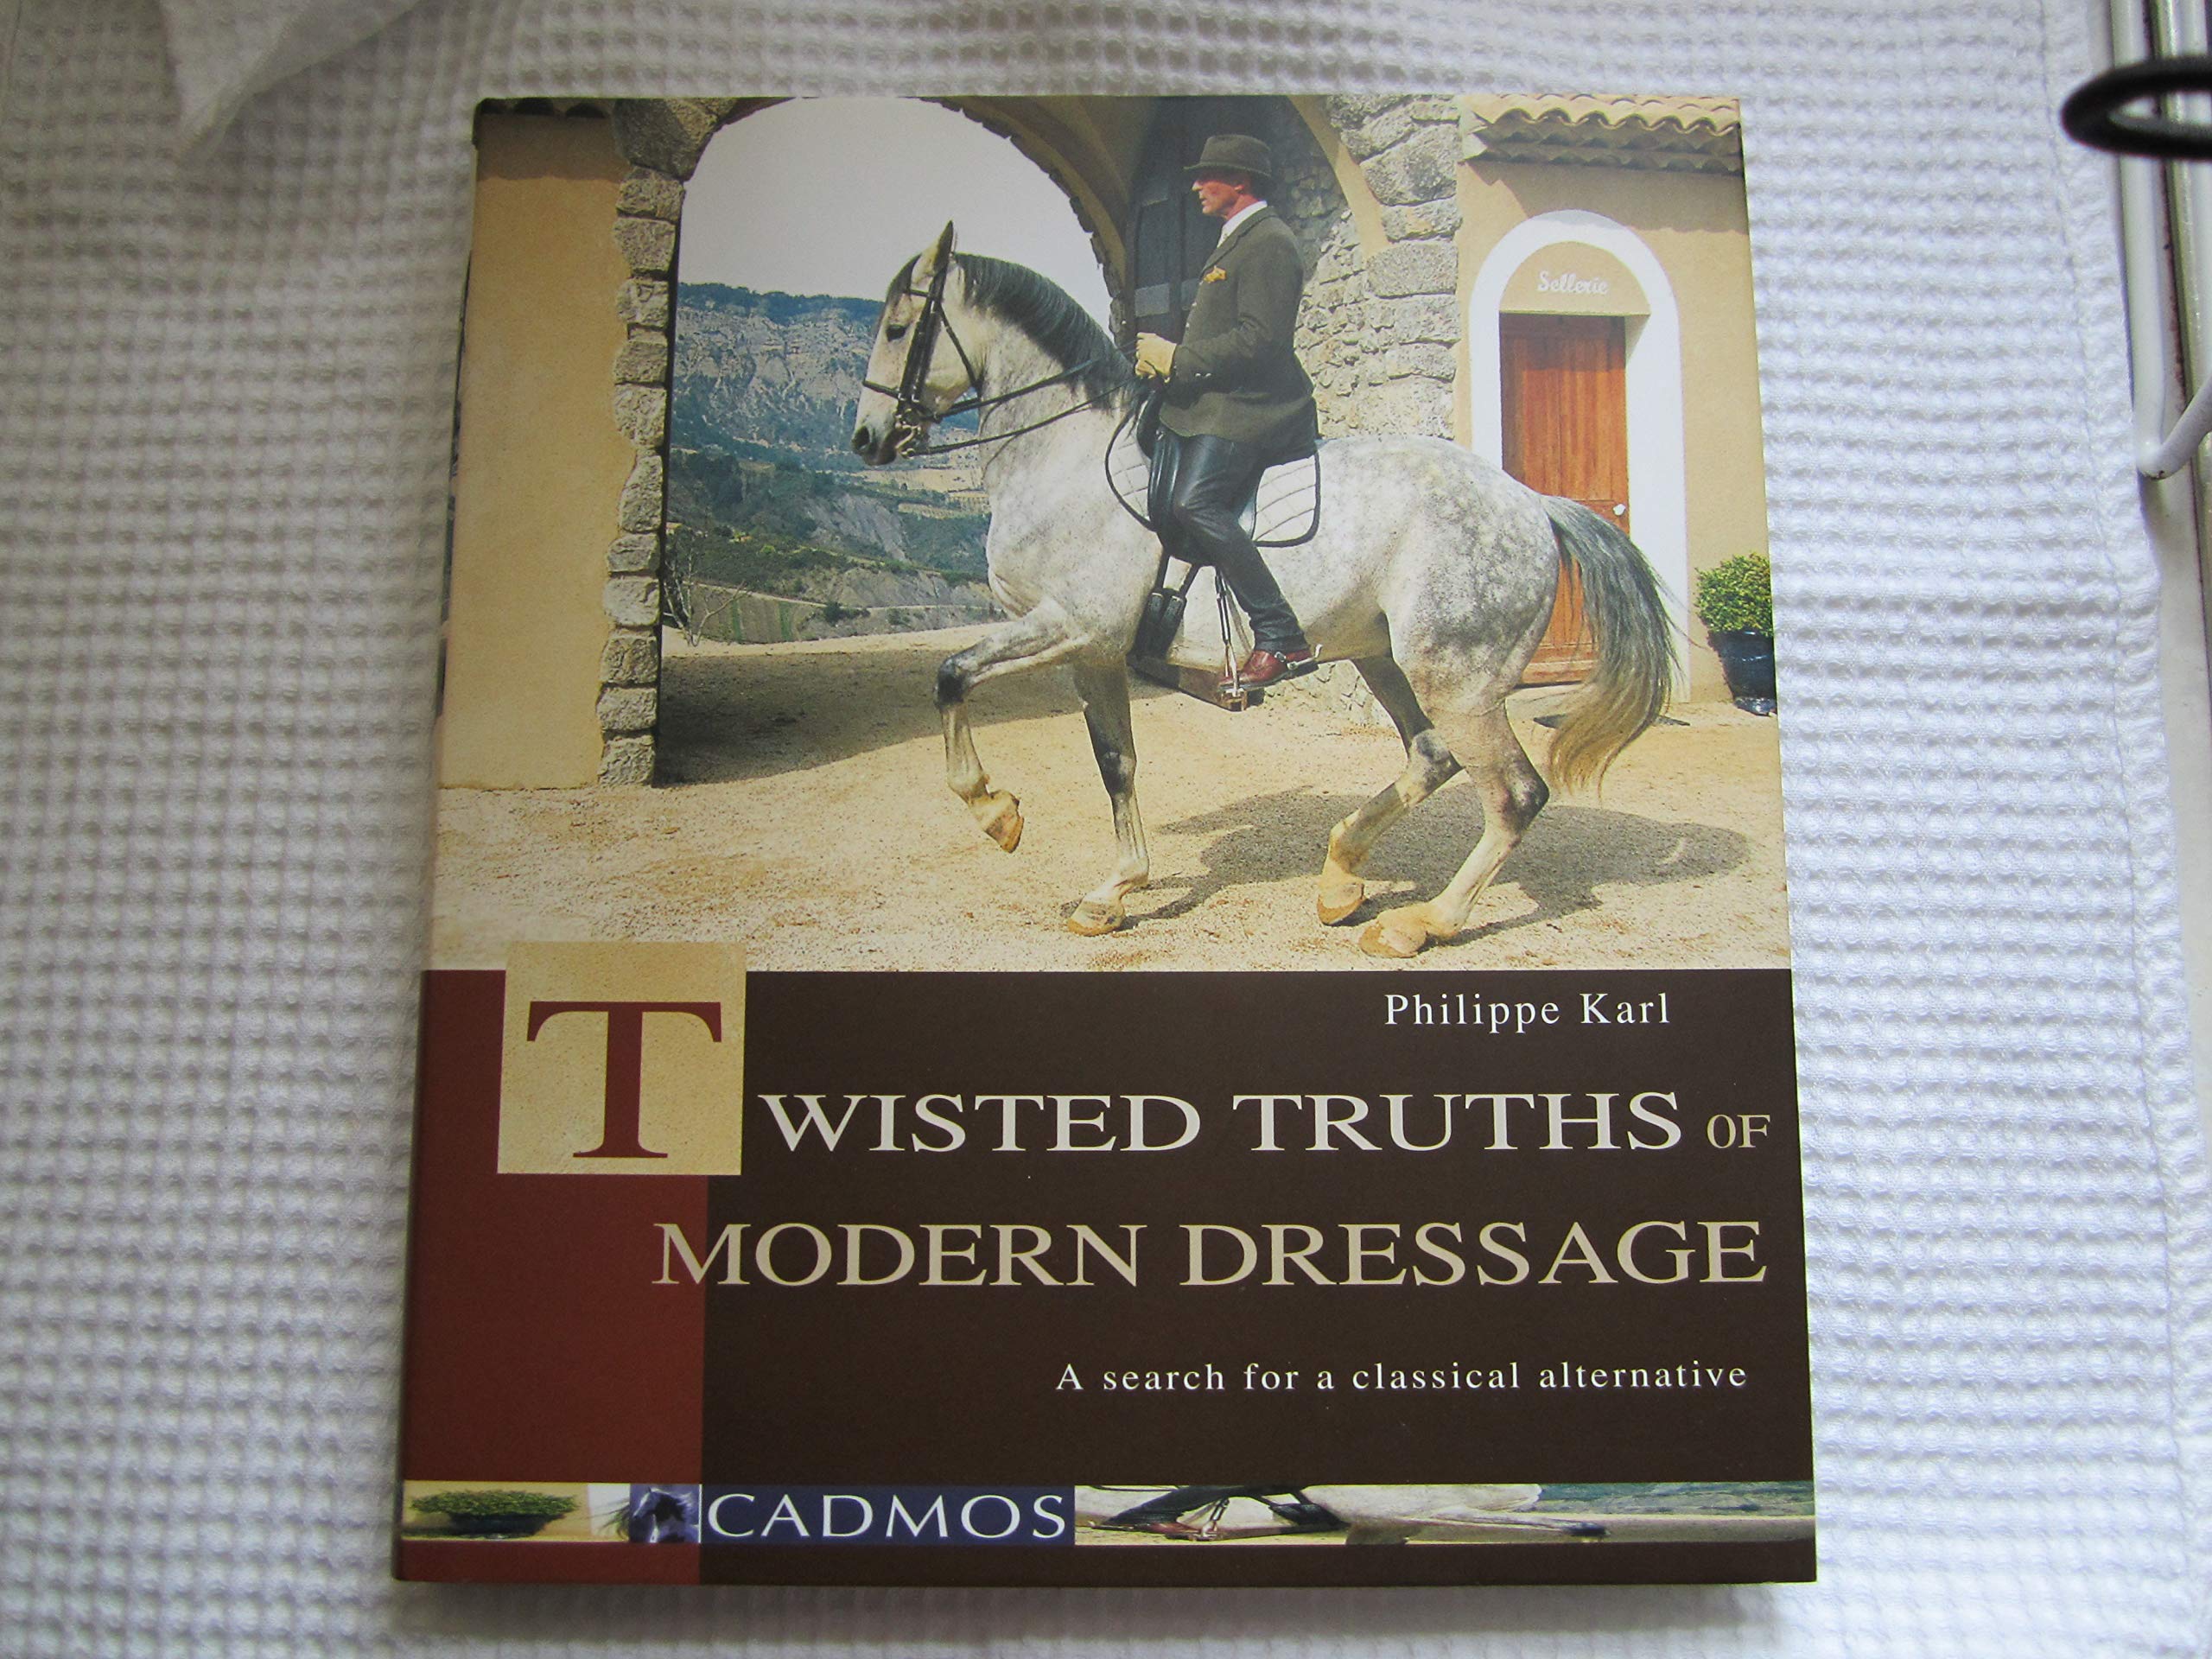 Sellerie
Philippe Karl
TWISTED TRUTHS OF
MODERN DRESSAGE
A search for a classical alternative
CADMOS